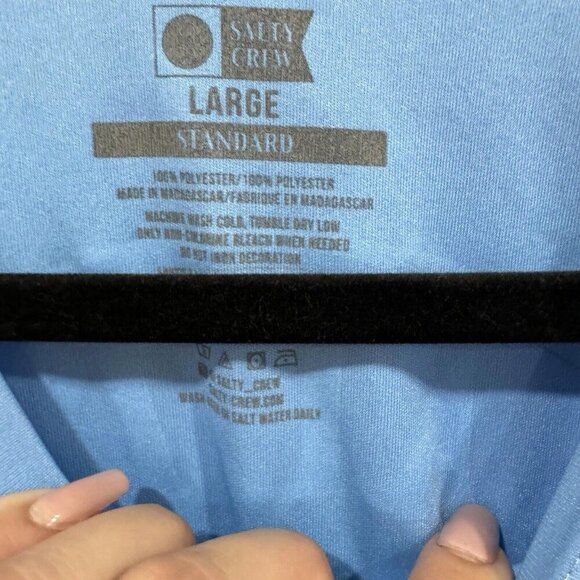 SALTY
CREW
LARGE
STANDARD
100% POLYESTER/100% POLYESTER
MADE IN MADAGASCAR/FABRIQUE EN MADAGASCAR
MACHINE WASH COLD, TUMBLE DRY LOW
ONLY NON-CHLORINE BLEACH WHEN NEEDED
DO NOT IRON DECORATION
SALTY_CREW
SALTY-CREW.COM
WASH IN SALT WATER DAILY